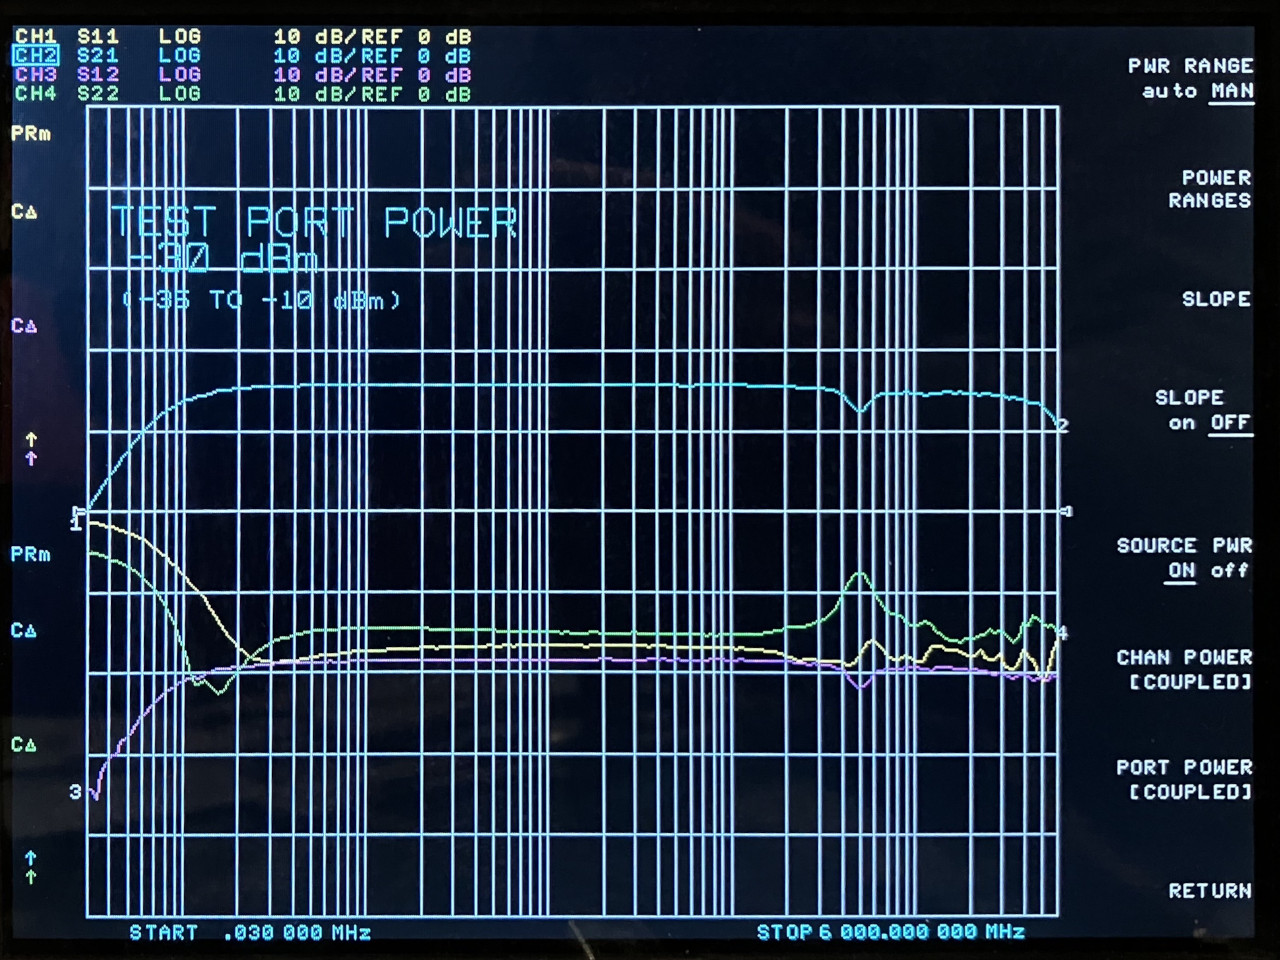 CH1 S11 LOG 10 dB/REF 0 dB
CH2 S21 LOG 10 dB/REF 0 dB
CH3 S12 LOG 10 dB/REF 0 dB
CH4 S22 LOG 10 dB/REF 0 dB
PRm
CΔ
CΔ
↑
↑
PRm
CΔ
CΔ
↑
↑
TEST PORT POWER
-30 dBm
(-35 TO -10 dBm)
1
3
2
4
START .030 000 MHz
STOP 6 000.000 000 MHz
PWR RANGE
auto MAN
POWER
RANGES
SLOPE
SLOPE
on OFF
SOURCE PWR
ON off
CHAN POWER
[COUPLED]
PORT POWER
[COUPLED]
RETURN